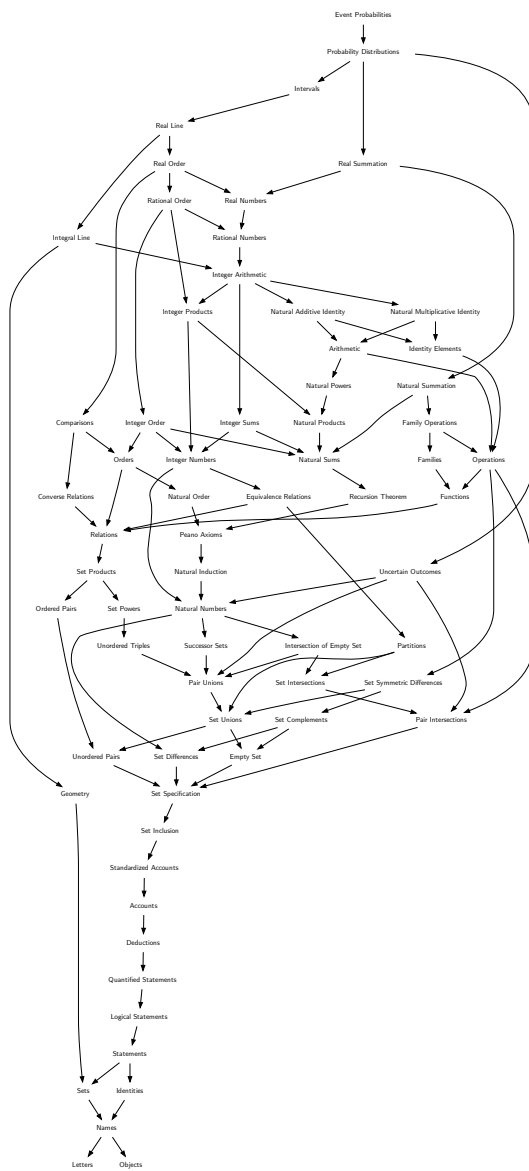 Event Probabilities
Probability Distributions
Intervals
Real Line
Real Order Real Summation
Rational Order Real Numbers
Integral Line Rational Numbers
Integer Arithmetic
Integer Products Natural Additive Identity Natural Multiplicative Identity
Arithmetic Identity Elements
Natural Powers Natural Summation
Comparisons Integer Order Integer Sums Natural Products Family Operations
Orders Integer Numbers Natural Sums Families Operations
Converse Relations Natural Order Equivalence Relations Recursion Theorem Functions
Relations Peano Axioms
Set Products Natural Induction Uncertain Outcomes
Ordered Pairs Set Powers Natural Numbers
Unordered Triples Successor Sets Intersection of Empty Set Partitions
Pair Unions Set Intersections Set Symmetric Differences
Set Unions Set Complements Pair Intersections
Unordered Pairs Set Differences Empty Set
Geometry Set Specification
Set Inclusion
Standardized Accounts
Accounts
Deductions
Quantified Statements
Logical Statements
Statements
Sets Identities
Names
Letters Objects